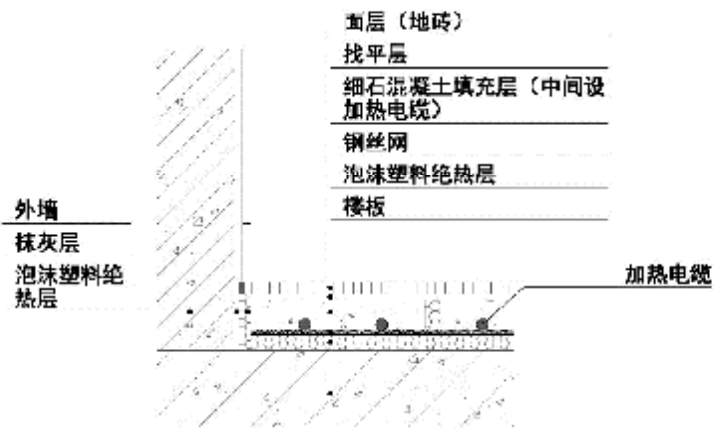 面层（地砖）
找平层
细石混凝土填充层（中间设
加热电缆）
钢丝网
泡沫塑料绝热层
楼板
外墙
抹灰层
泡沫塑料绝
热层
加热电缆